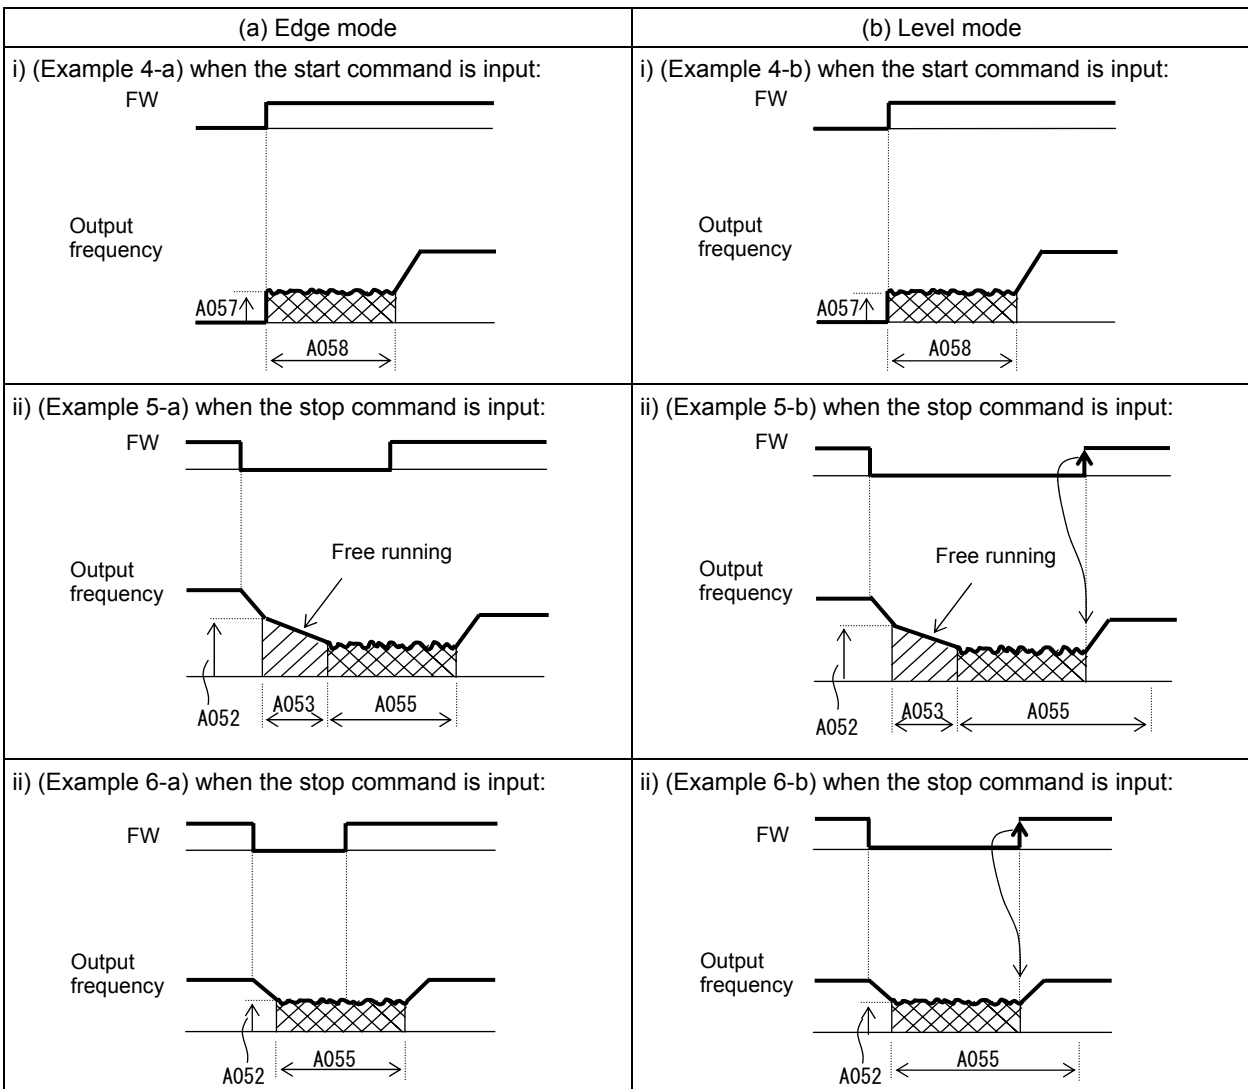 (a) Edge mode
(b) Level mode
i) (Example 4-a) when the start command is input:
FW
Output
frequency
A057
A058
i) (Example 4-b) when the start command is input:
FW
Output
frequency
A057
A058
ii) (Example 5-a) when the stop command is input:
FW
Free running
Output
frequency
A052
A053
A055
ii) (Example 5-b) when the stop command is input:
FW
Free running
Output
frequency
A052
A053
A055
ii) (Example 6-a) when the stop command is input:
FW
Output
frequency
A052
A055
ii) (Example 6-b) when the stop command is input:
FW
Output
frequency
A052
A055